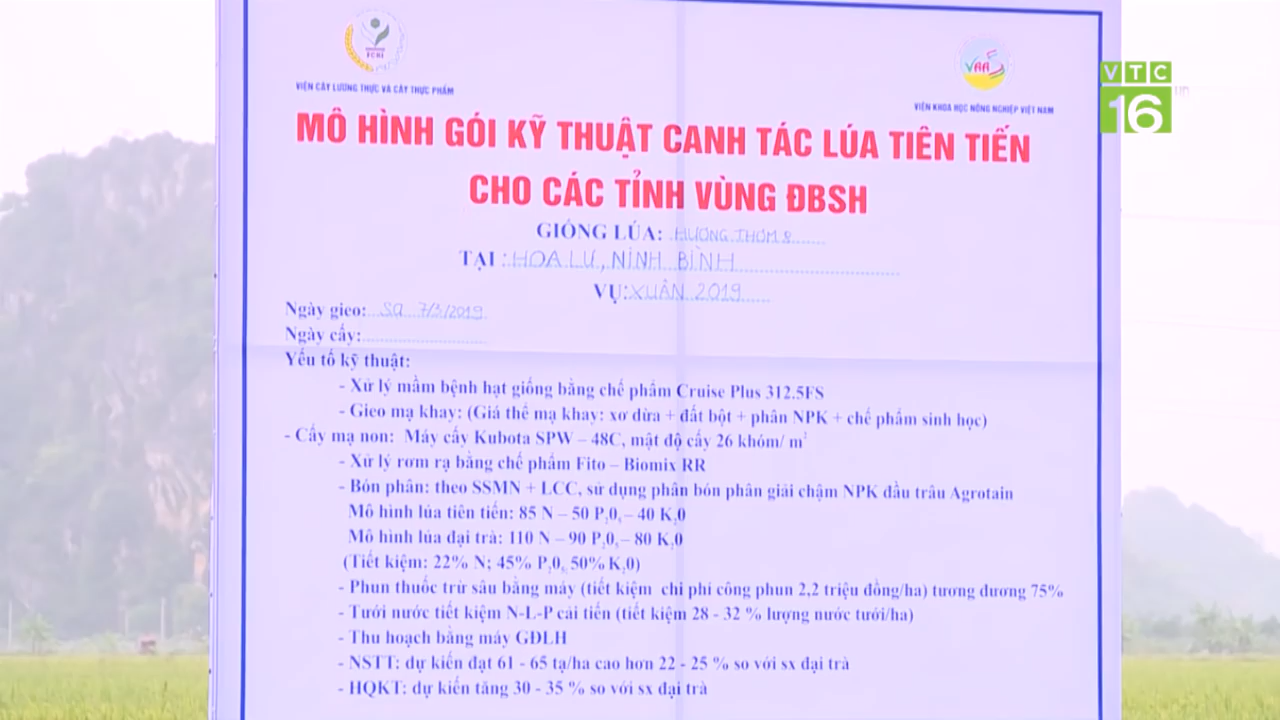 FCRI
VIỆN CÂY LƯƠNG THỰC VÀ CÂY THỰC PHẨM
VAAS
VIỆN KHOA HỌC NÔNG NGHIỆP VIỆT NAM
VTC
16
MÔ HÌNH GÓI KỸ THUẬT CANH TÁC LÚA TIÊN TIẾN
CHO CÁC TỈNH VÙNG ĐBSH
GIỐNG LÚA: HƯƠNG THƠM 8
TẠI : HOA LƯ, NINH BÌNH
VỤ: XUÂN 2019
Ngày gieo: sạ 7/3/2019
Ngày cấy:
Yếu tố kỹ thuật:
- Xử lý mầm bệnh hạt giống bằng chế phẩm Cruise Plus 312.5FS
- Gieo mạ khay: (Giá thể mạ khay: xơ dừa + đất bột + phân NPK + chế phẩm sinh học)
- Cấy mạ non: Máy cấy Kubota SPW – 48C, mật độ cấy 26 khóm/ m²
- Xử lý rơm rạ bằng chế phẩm Fito – Biomix RR
- Bón phân: theo SSMN + LCC, sử dụng phân bón phân giải chậm NPK đầu trâu Agrotain
Mô hình lúa tiên tiến: 85 N – 50 P₂0₅ – 40 K₂0
Mô hình lúa đại trà: 110 N – 90 P₂0₅ – 80 K₂0
(Tiết kiệm: 22% N; 45% P₂0₅, 50% K₂0)
- Phun thuốc trừ sâu bằng máy (tiết kiệm chi phí công phun 2,2 triệu đồng/ha) tương đương 75%
- Tưới nước tiết kiệm N-L-P cải tiến (tiết kiệm 28 - 32 % lượng nước tưới/ha)
- Thu hoạch bằng máy GĐLH
- NSTT: dự kiến đạt 61 - 65 tạ/ha cao hơn 22 - 25 % so với sx đại trà
- HQKT: dự kiến tăng 30 - 35 % so với sx đại trà